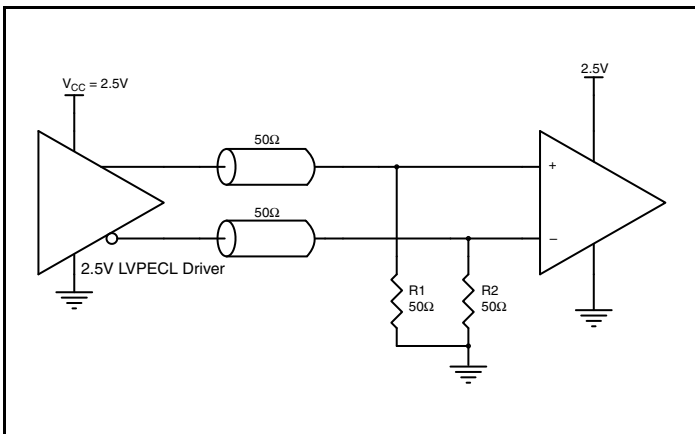 2.5V
V_CC = 2.5V
50Ω
+
50Ω
–
2.5V LVPECL Driver
R1
50Ω
R2
50Ω